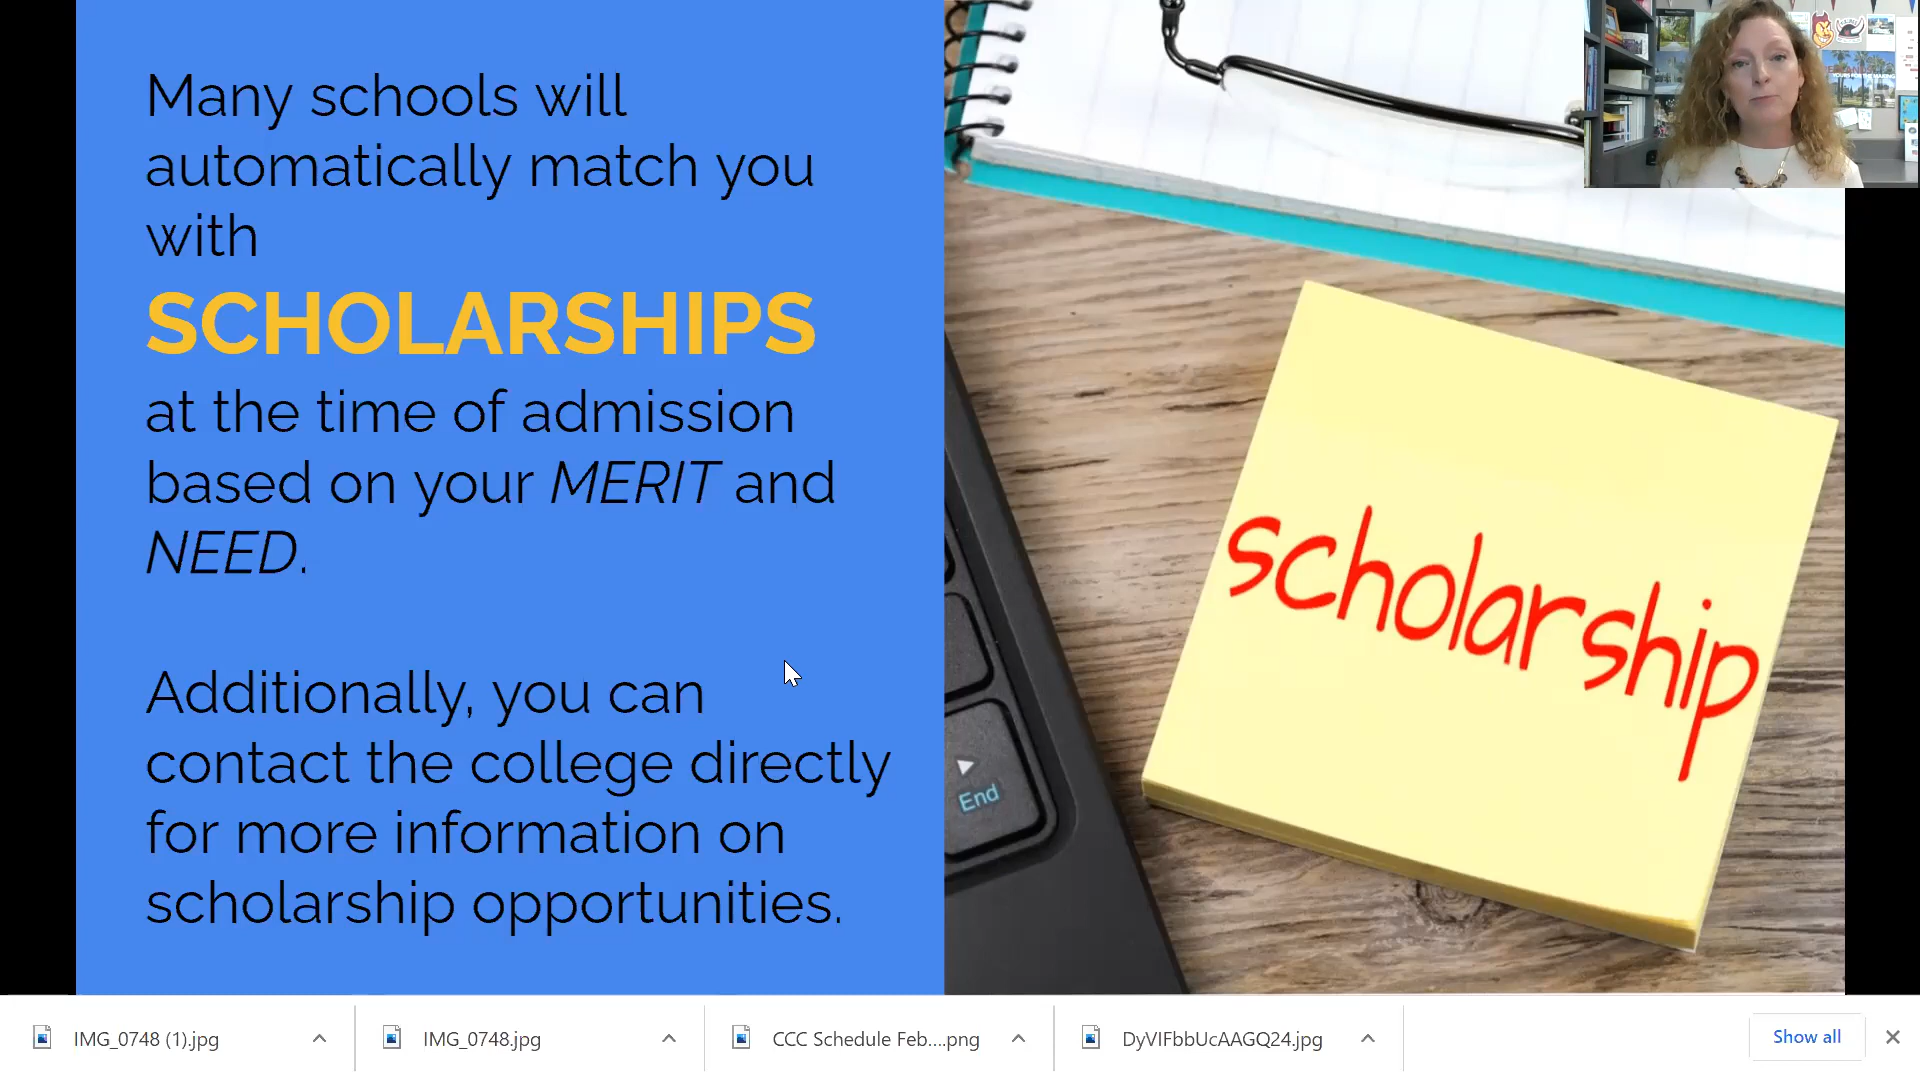 Many schools will
automatically match you
with
SCHOLARSHIPS
at the time of admission
based on your MERIT and
NEED.
Additionally, you can
contact the college directly
for more information on
scholarship opportunities.
scholarship
End
IMG_0748 (1).jpg
IMG_0748.jpg
CCC Schedule Feb....png
DyVIFbbUcAAGQ24.jpg
Show all